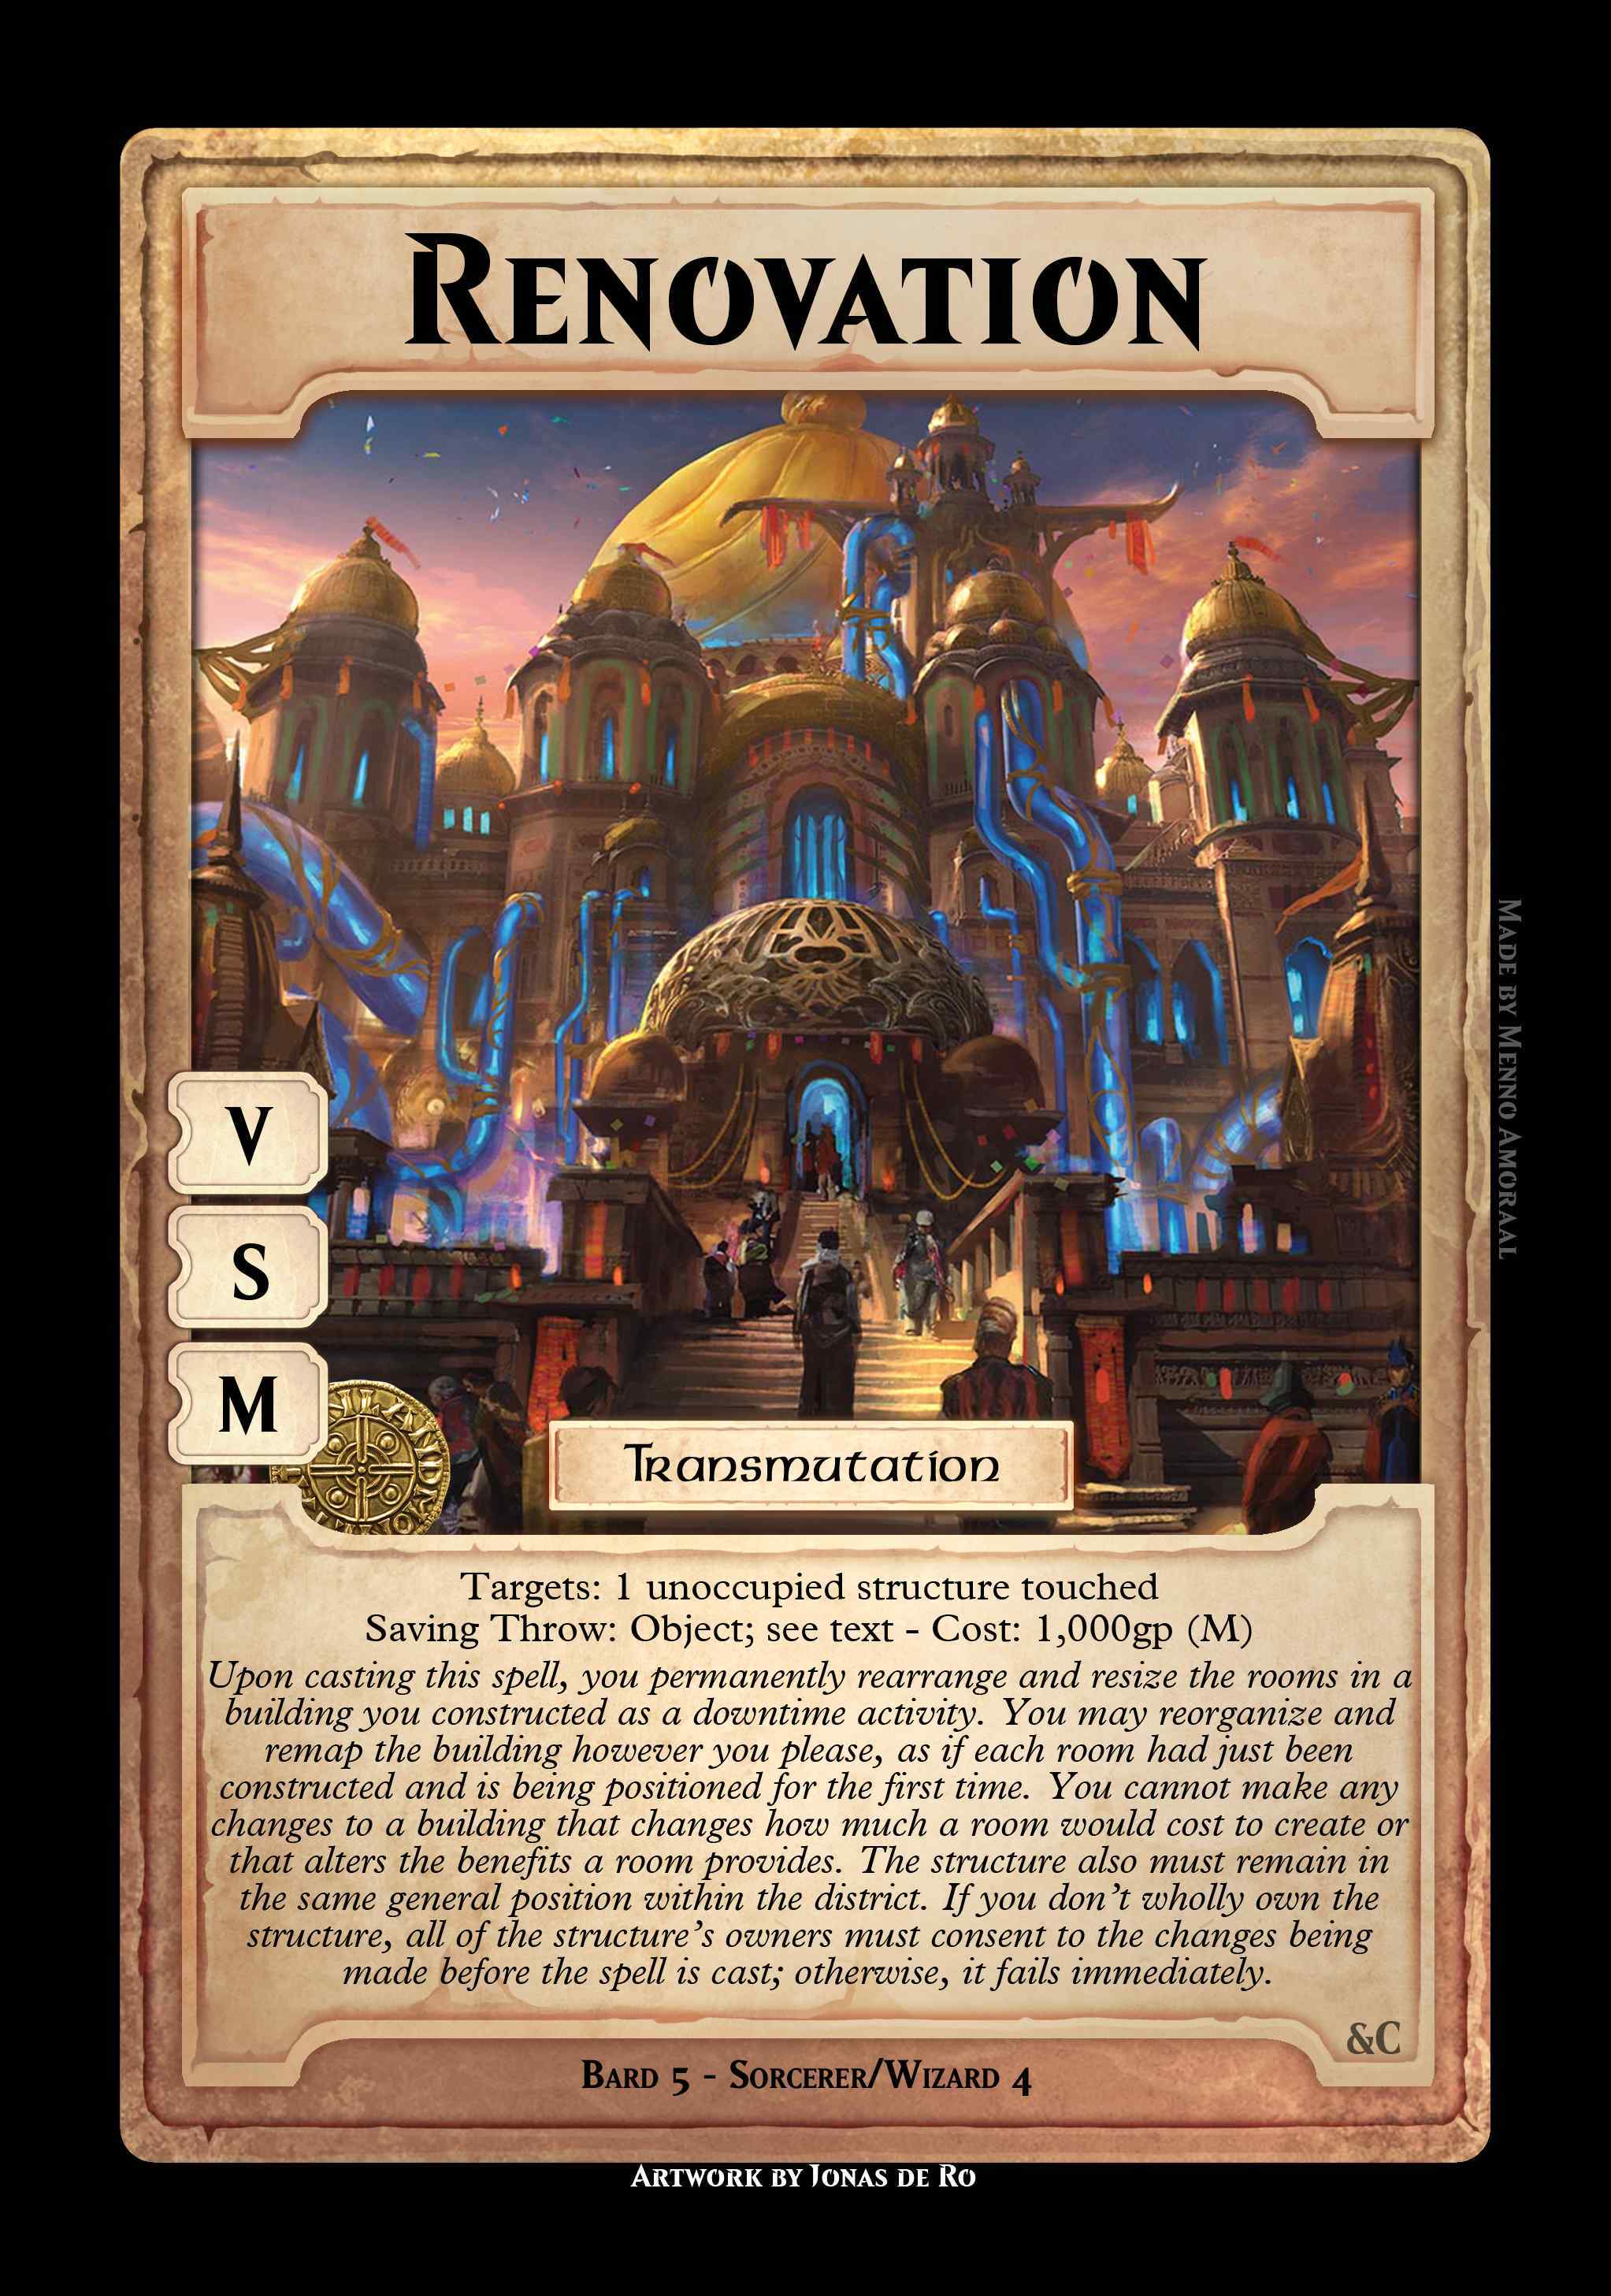 Renovation
V
S
M
Transmutation
Targets: 1 unoccupied structure touched
Saving Throw: Object; see text - Cost: 1,000gp (M)
Upon casting this spell, you permanently rearrange and resize the rooms in a
building you constructed as a downtime activity. You may reorganize and
remap the building however you please, as if each room had just been
constructed and is being positioned for the first time. You cannot make any
changes to a building that changes how much a room would cost to create or
that alters the benefits a room provides. The structure also must remain in
the same general position within the district. If you don't wholly own the
structure, all of the structure's owners must consent to the changes being
made before the spell is cast; otherwise, it fails immediately.
&C
Bard 5 - Sorcerer/Wizard 4
Artwork by Jonas de Ro
Made by Menno Amoraal